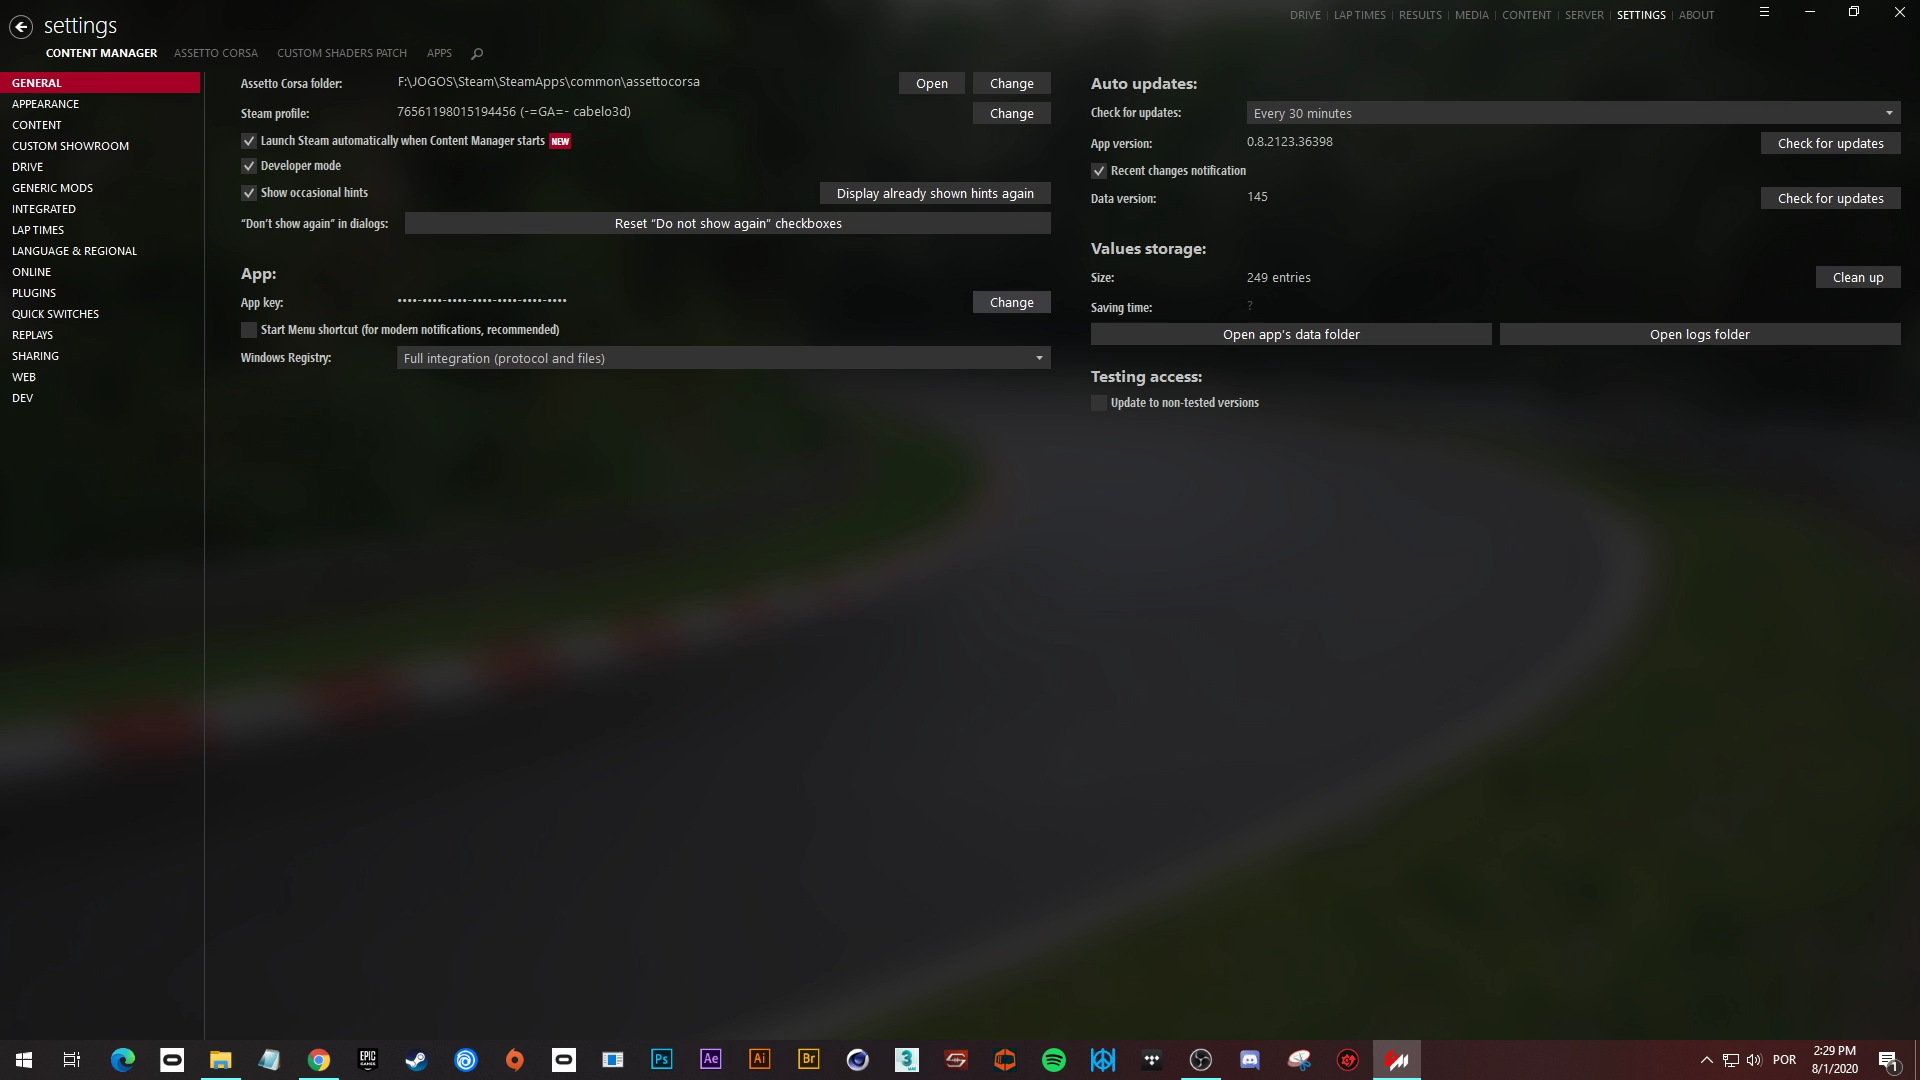 settings
DRIVE | LAP TIMES | RESULTS | MEDIA | CONTENT | SERVER | SETTINGS | ABOUT
CONTENT MANAGER ASSETTO CORSA CUSTOM SHADERS PATCH APPS
GENERAL
APPEARANCE
CONTENT
CUSTOM SHOWROOM
DRIVE
GENERIC MODS
INTEGRATED
LAP TIMES
LANGUAGE & REGIONAL
ONLINE
PLUGINS
QUICK SWITCHES
REPLAYS
SHARING
WEB
DEV
Assetto Corsa folder: F:\JOGOS\Steam\SteamApps\common\assettocorsa Open Change
Steam profile: 76561198015194456 (-=GA=- cabelo3d) Change
Launch Steam automatically when Content Manager starts NEW
Developer mode
Show occasional hints Display already shown hints again
“Don't show again” in dialogs: Reset “Do not show again” checkboxes
App:
App key: ••••-••••-••••-••••-••••-••••-•••• Change
Start Menu shortcut (for modern notifications, recommended)
Windows Registry: Full integration (protocol and files)
Auto updates:
Check for updates: Every 30 minutes
App version: 0.8.2123.36398 Check for updates
Recent changes notification
Data version: 145 Check for updates
Values storage:
Size: 249 entries Clean up
Saving time: ?
Open app's data folder Open logs folder
Testing access:
Update to non-tested versions
EPIC GAMES
Ps Ae Ai Br
3
POR
2:29 PM
8/1/2020
1